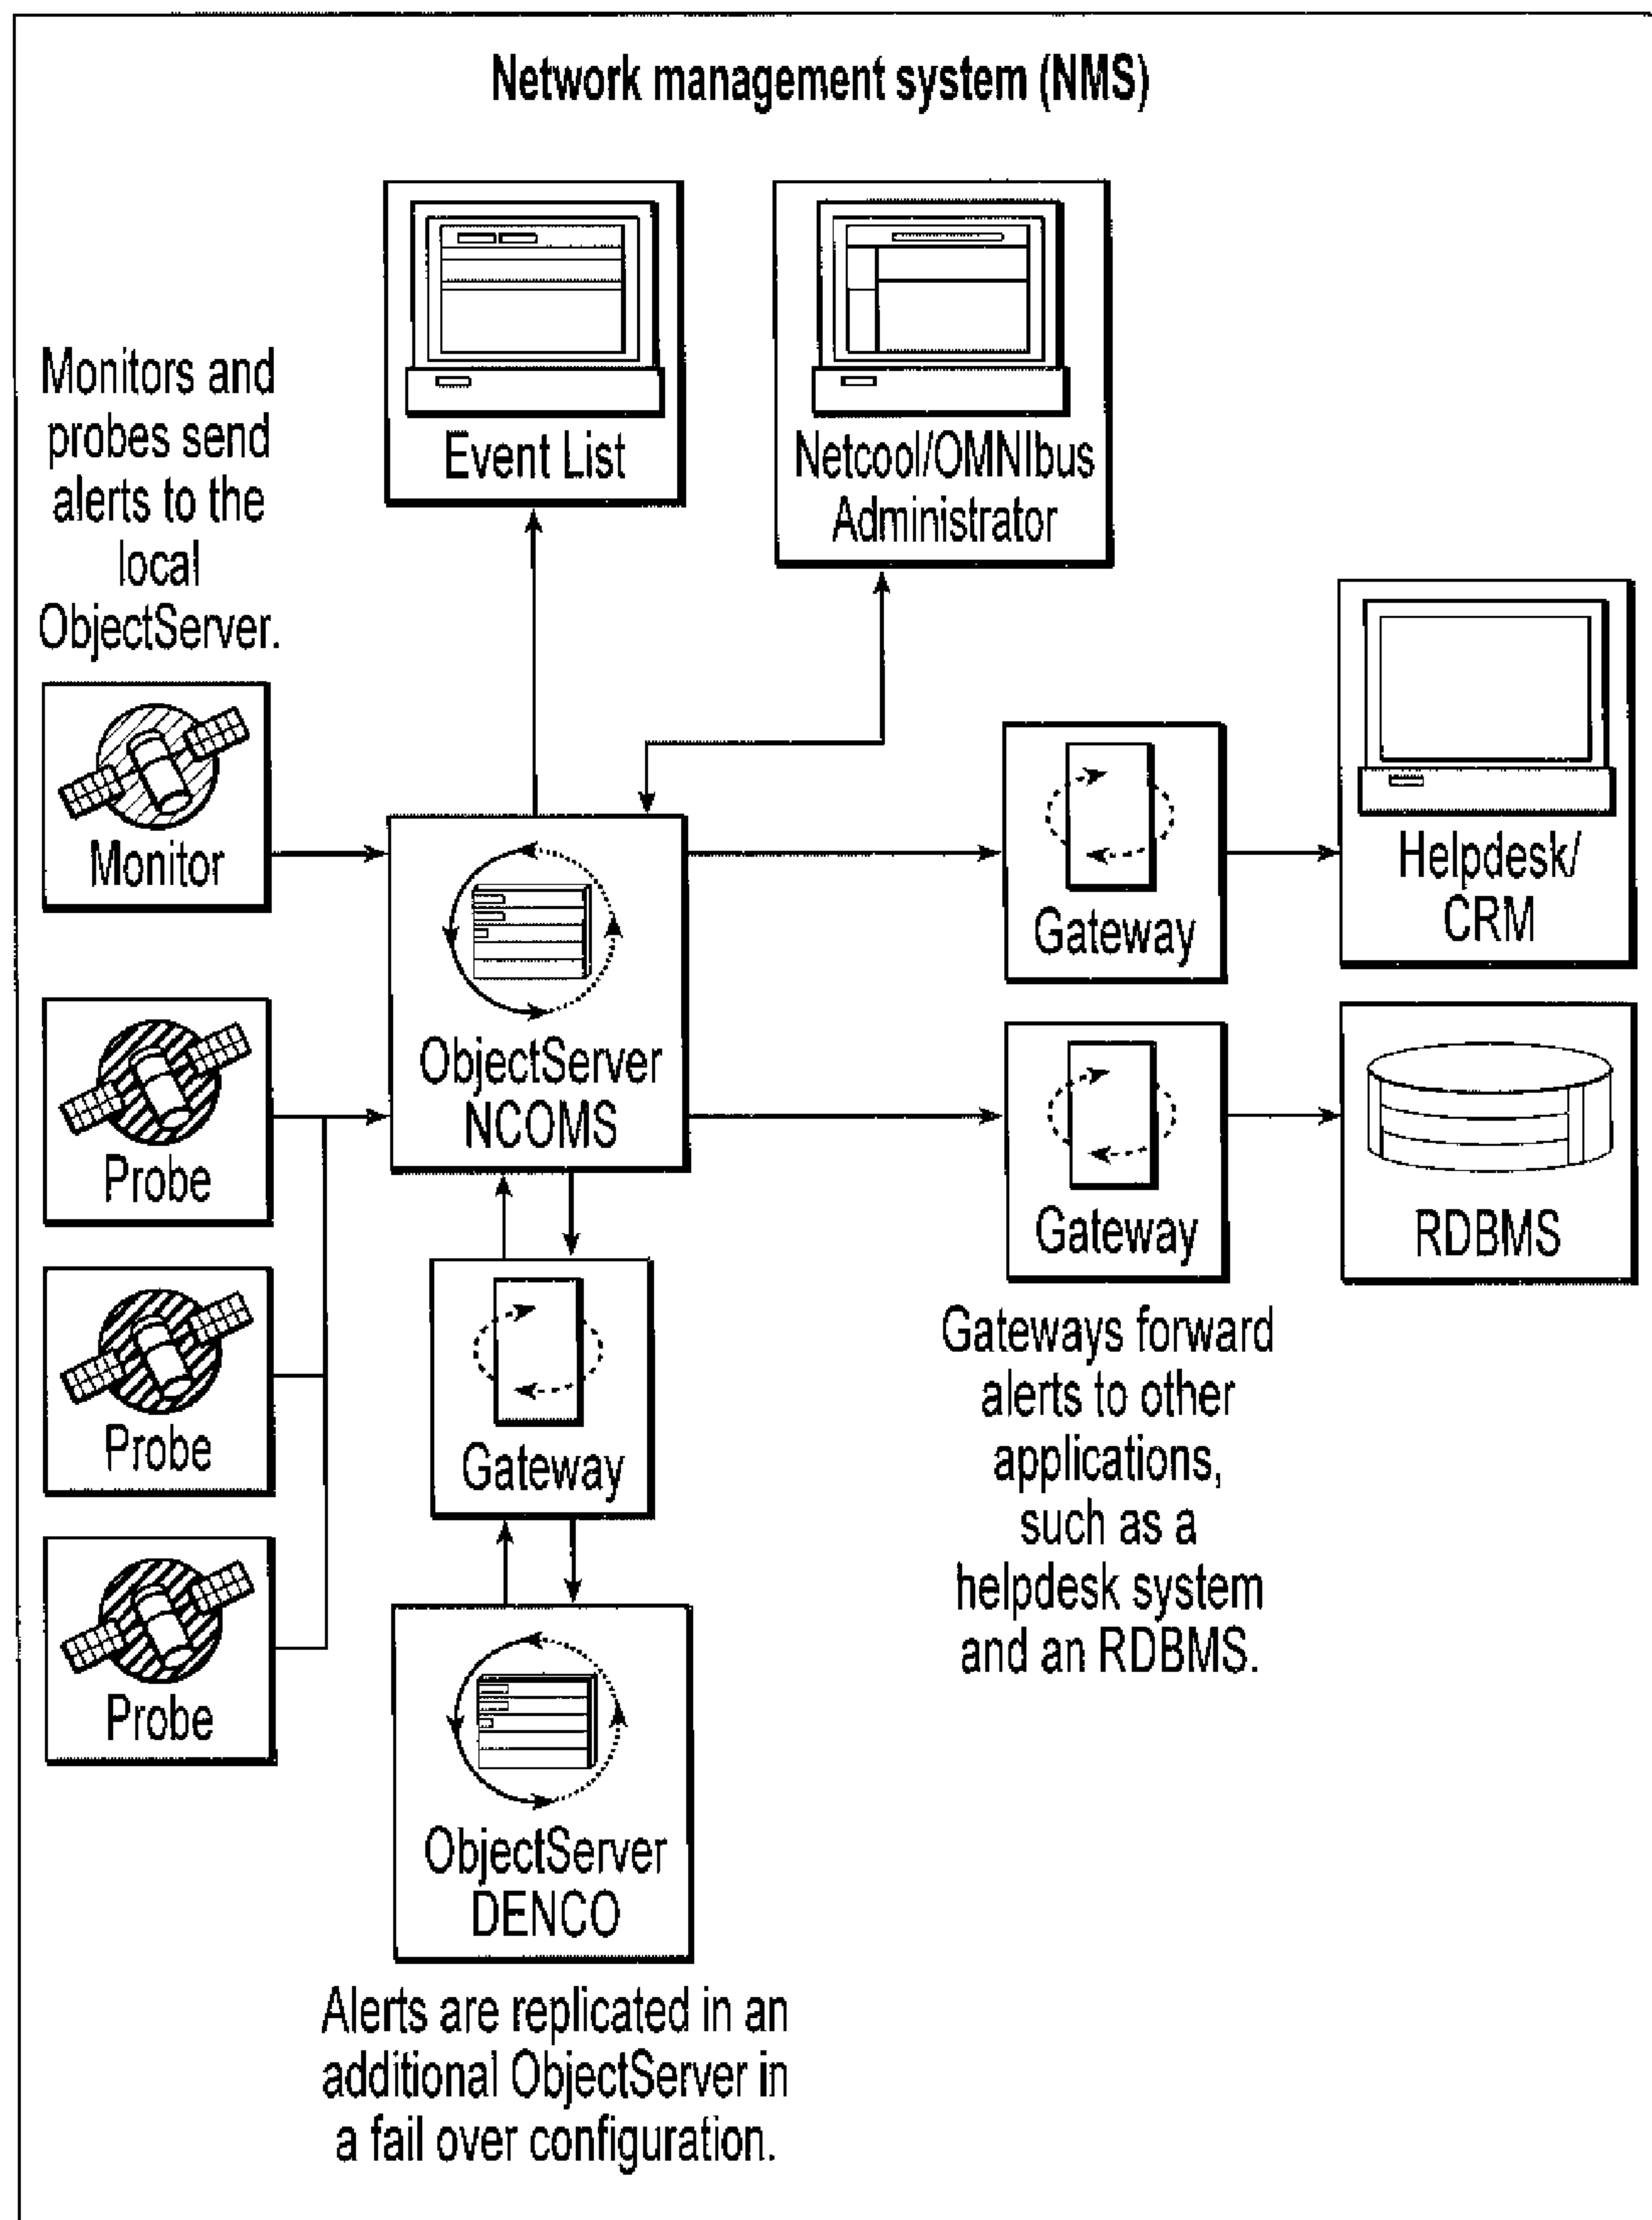 Network management system (NMS)
Event List
Netcool/OMNIbus
Administrator
Monitors and
probes send
alerts to the
local
ObjectServer.
Monitor
Probe
Probe
Probe
ObjectServer
NCOMS
Gateway
Helpdesk/
CRM
Gateway
RDBMS
Gateways forward
alerts to other
applications,
such as a
helpdesk system
and an RDBMS.
Gateway
ObjectServer
DENCO
Alerts are replicated in an
additional ObjectServer in
a fail over configuration.